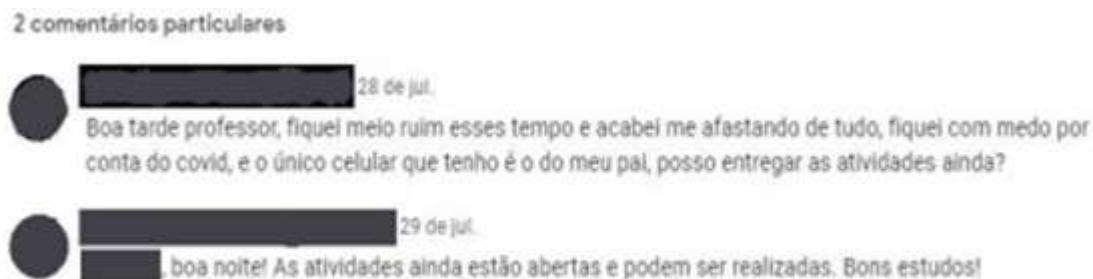 2 comentários particulares
28 de jul.
Boa tarde professor, fiquei meio ruim esses tempo e acabei me afastando de tudo, fiquei com medo por
conta do covid, e o único celular que tenho é o do meu pai, posso entregar as atividades ainda?
29 de jul.
, boa noite! As atividades ainda estão abertas e podem ser realizadas. Bons estudos!